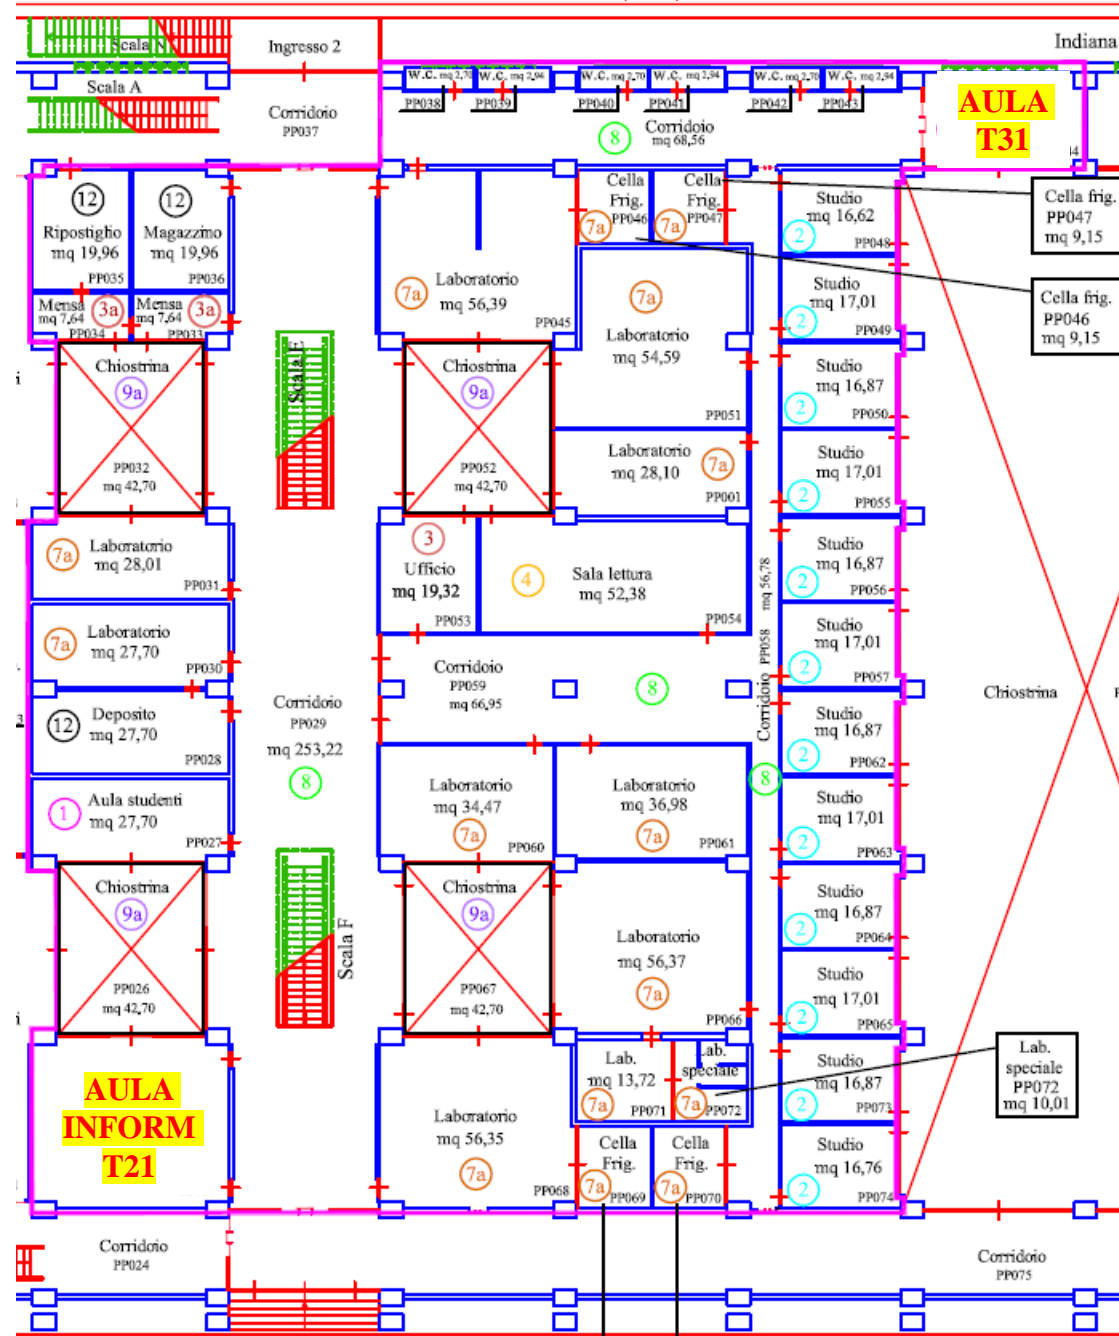 Scala N
Ingresso 2
Indiana
Scala A
W.C. mq 2,70
W.C. mq 2,94
W.C. mq 2,70
W.C. mq 2,94
W.C. mq 2,70
W.C. mq 2,94
PP038
PP039
PP040
PP041
PP042
PP043
Corridoio
PP037
8
Corridoio
mq 68,56
AULA
T31
12
Ripostiglio
mq 19,96
PP035
12
Magazzino
mq 19,96
PP036
Mensa
mq 7,64
3a
PP034
Mensa
mq 7,64
3a
PP033
Laboratorio
7a
mq 56,39
PP045
Cella
Frig.
PP046
7a
Cella
Frig.
PP047
7a
Studio
mq 16,62
2
PP048
Cella frig.
PP047
mq 9,15
Cella frig.
PP046
mq 9,15
7a
Laboratorio
mq 54,59
PP051
Studio
mq 17,01
2
PP049
Chiostrina
9a
PP032
mq 42,70
Scala E
Chiostrina
9a
PP052
mq 42,70
Studio
mq 16,87
2
PP050
Laboratorio
mq 28,10
7a
PP001
Studio
mq 17,01
2
PP055
7a
Laboratorio
mq 28,01
PP031
3
Ufficio
mq 19,32
PP053
4
Sala lettura
mq 52,38
PP054
Studio
mq 16,87
2
PP056
7a
Laboratorio
mq 27,70
PP030
Corridoio
PP059
mq 66,95
8
Corridoio PP058 mq 56,78
8
Studio
mq 17,01
2
PP057
12
Deposito
mq 27,70
PP028
Corridoio
PP029
mq 253,22
8
Studio
mq 16,87
2
PP062
Chiostrina
1
Aula studenti
mq 27,70
PP027
Laboratorio
mq 34,47
7a
PP060
Laboratorio
mq 36,98
7a
PP061
Studio
mq 17,01
2
PP063
Chiostrina
9a
PP026
mq 42,70
Scala F
Chiostrina
9a
PP067
mq 42,70
Laboratorio
mq 56,37
7a
PP066
Studio
mq 16,87
2
PP064
Studio
mq 17,01
2
PP065
AULA
INFORM
T21
Laboratorio
mq 56,35
7a
PP068
Lab.
mq 13,72
7a
PP071
Lab.
speciale
7a
PP072
Studio
mq 16,87
2
PP073
Lab.
speciale
PP072
mq 10,01
Cella
Frig.
7a
PP069
Cella
Frig.
7a
PP070
Studio
mq 16,76
2
PP074
Corridoio
PP024
Corridoio
PP075